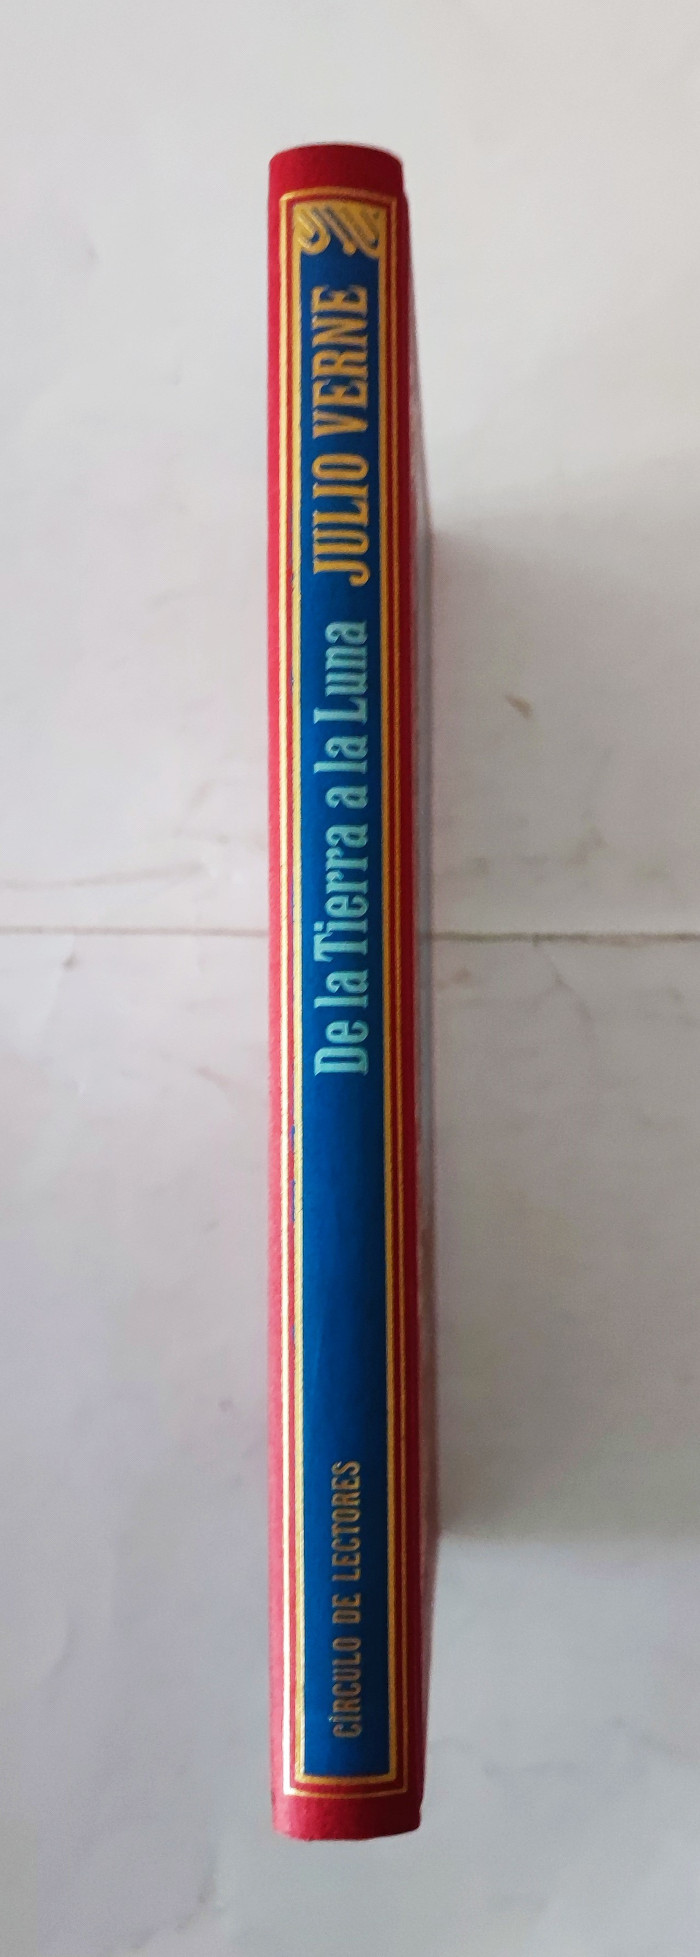 CÍRCULO DE LECTORES
De la Tierra a la Luna
JULIO VERNE